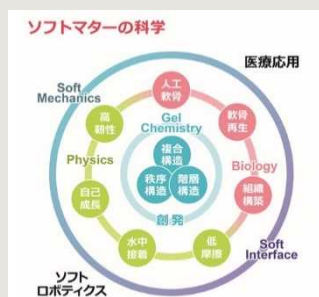 ソフトマターの科学
医療応用
Soft
Mechanics
人工
軟骨
高
靭性
軟骨
再生
Gel
Chemistry
複合
構造
Physics
Biology
秩序
構造
階層
構造
自己
成長
組織
構築
創発
水中
接着
低
摩擦
Soft
Interface
ソフト
ロボティクス